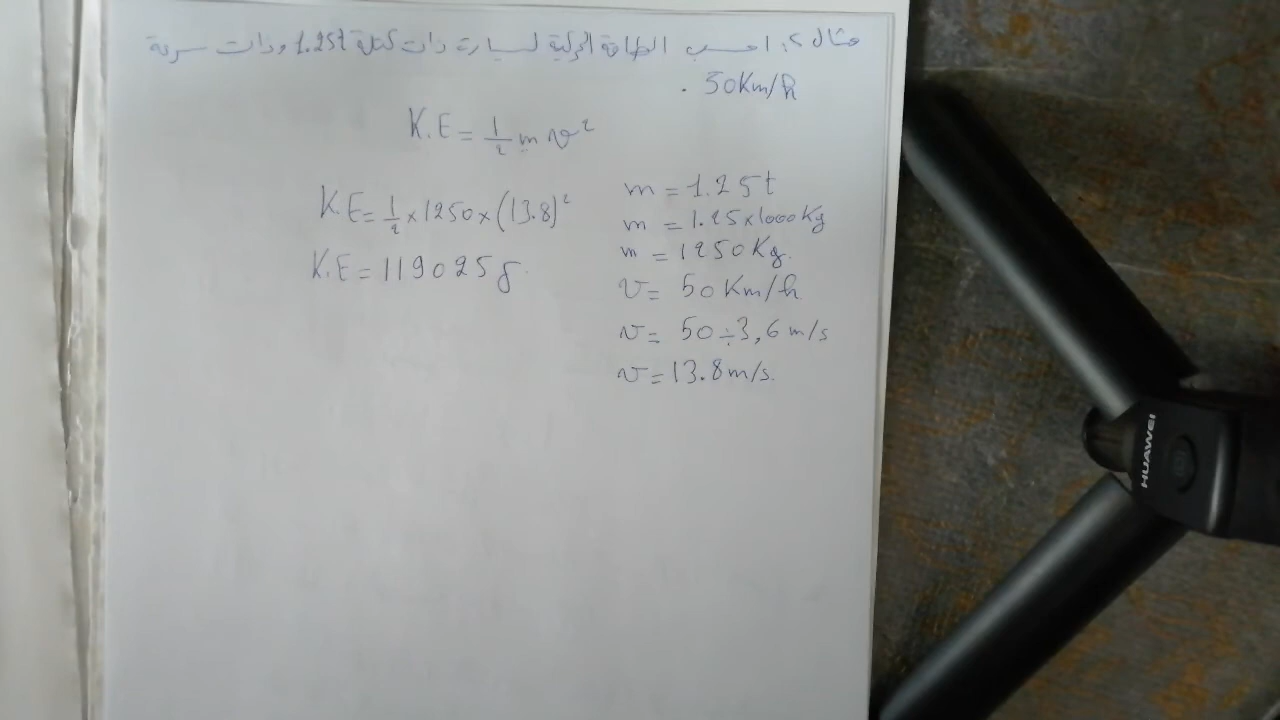 مثال 2: احسب الطاقة الحركية لسيارة ذات كتلة 1.25t وذات سرعة
50Km/h .
K.E = 1/2 m v²
K.E = 1/2 × 1250 × (13.8)²
K.E = 119025 J
m = 1.25t
m = 1.25 × 1000 Kg
m = 1250 Kg.
v = 50 Km/h
v = 50 ÷ 3,6 m/s
v = 13.8 m/s.
HUAWEI